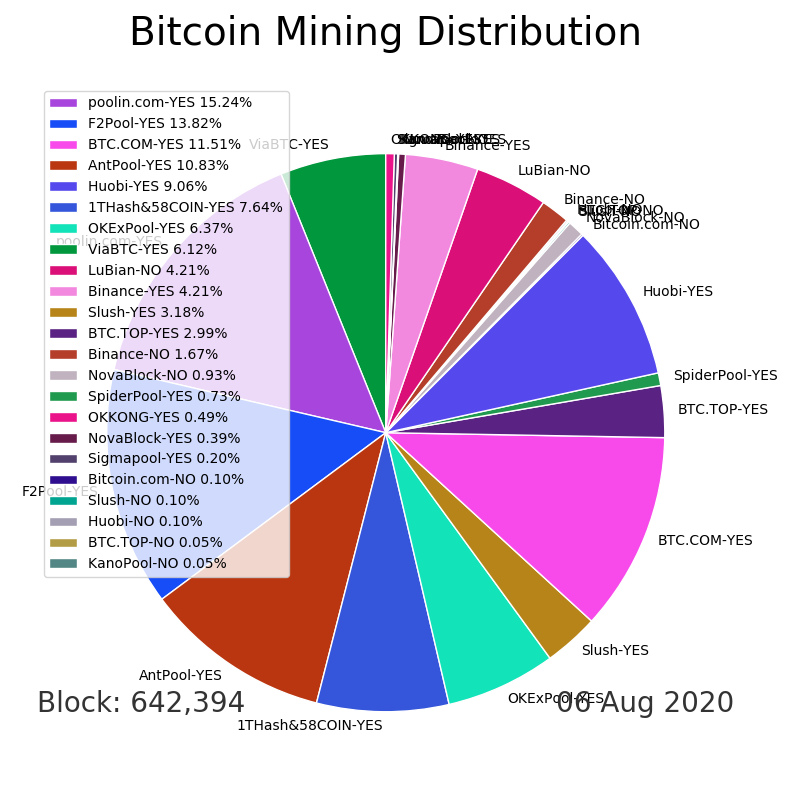 Bitcoin Mining Distribution
poolin.com-YES 15.24%
F2Pool-YES 13.82%
BTC.COM-YES 11.51%
AntPool-YES 10.83%
Huobi-YES 9.06%
1THash&58COIN-YES 7.64%
OKExPool-YES 6.37%
ViaBTC-YES 6.12%
LuBian-NO 4.21%
Binance-YES 4.21%
Slush-YES 3.18%
BTC.TOP-YES 2.99%
Binance-NO 1.67%
NovaBlock-NO 0.93%
SpiderPool-YES 0.73%
OKKONG-YES 0.49%
NovaBlock-YES 0.39%
Sigmapool-YES 0.20%
Bitcoin.com-NO 0.10%
Slush-NO 0.10%
Huobi-NO 0.10%
BTC.TOP-NO 0.05%
KanoPool-NO 0.05%
ViaBTC-YES
Binance-YES
LuBian-NO
Binance-NO
NovaBlock-NO
Bitcoin.com-NO
poolin.com-YES
Huobi-YES
SpiderPool-YES
BTC.TOP-YES
F2Pool-YES
BTC.COM-YES
Slush-YES
AntPool-YES
OKExPool-YES
1THash&58COIN-YES
Block: 642,394
06 Aug 2020